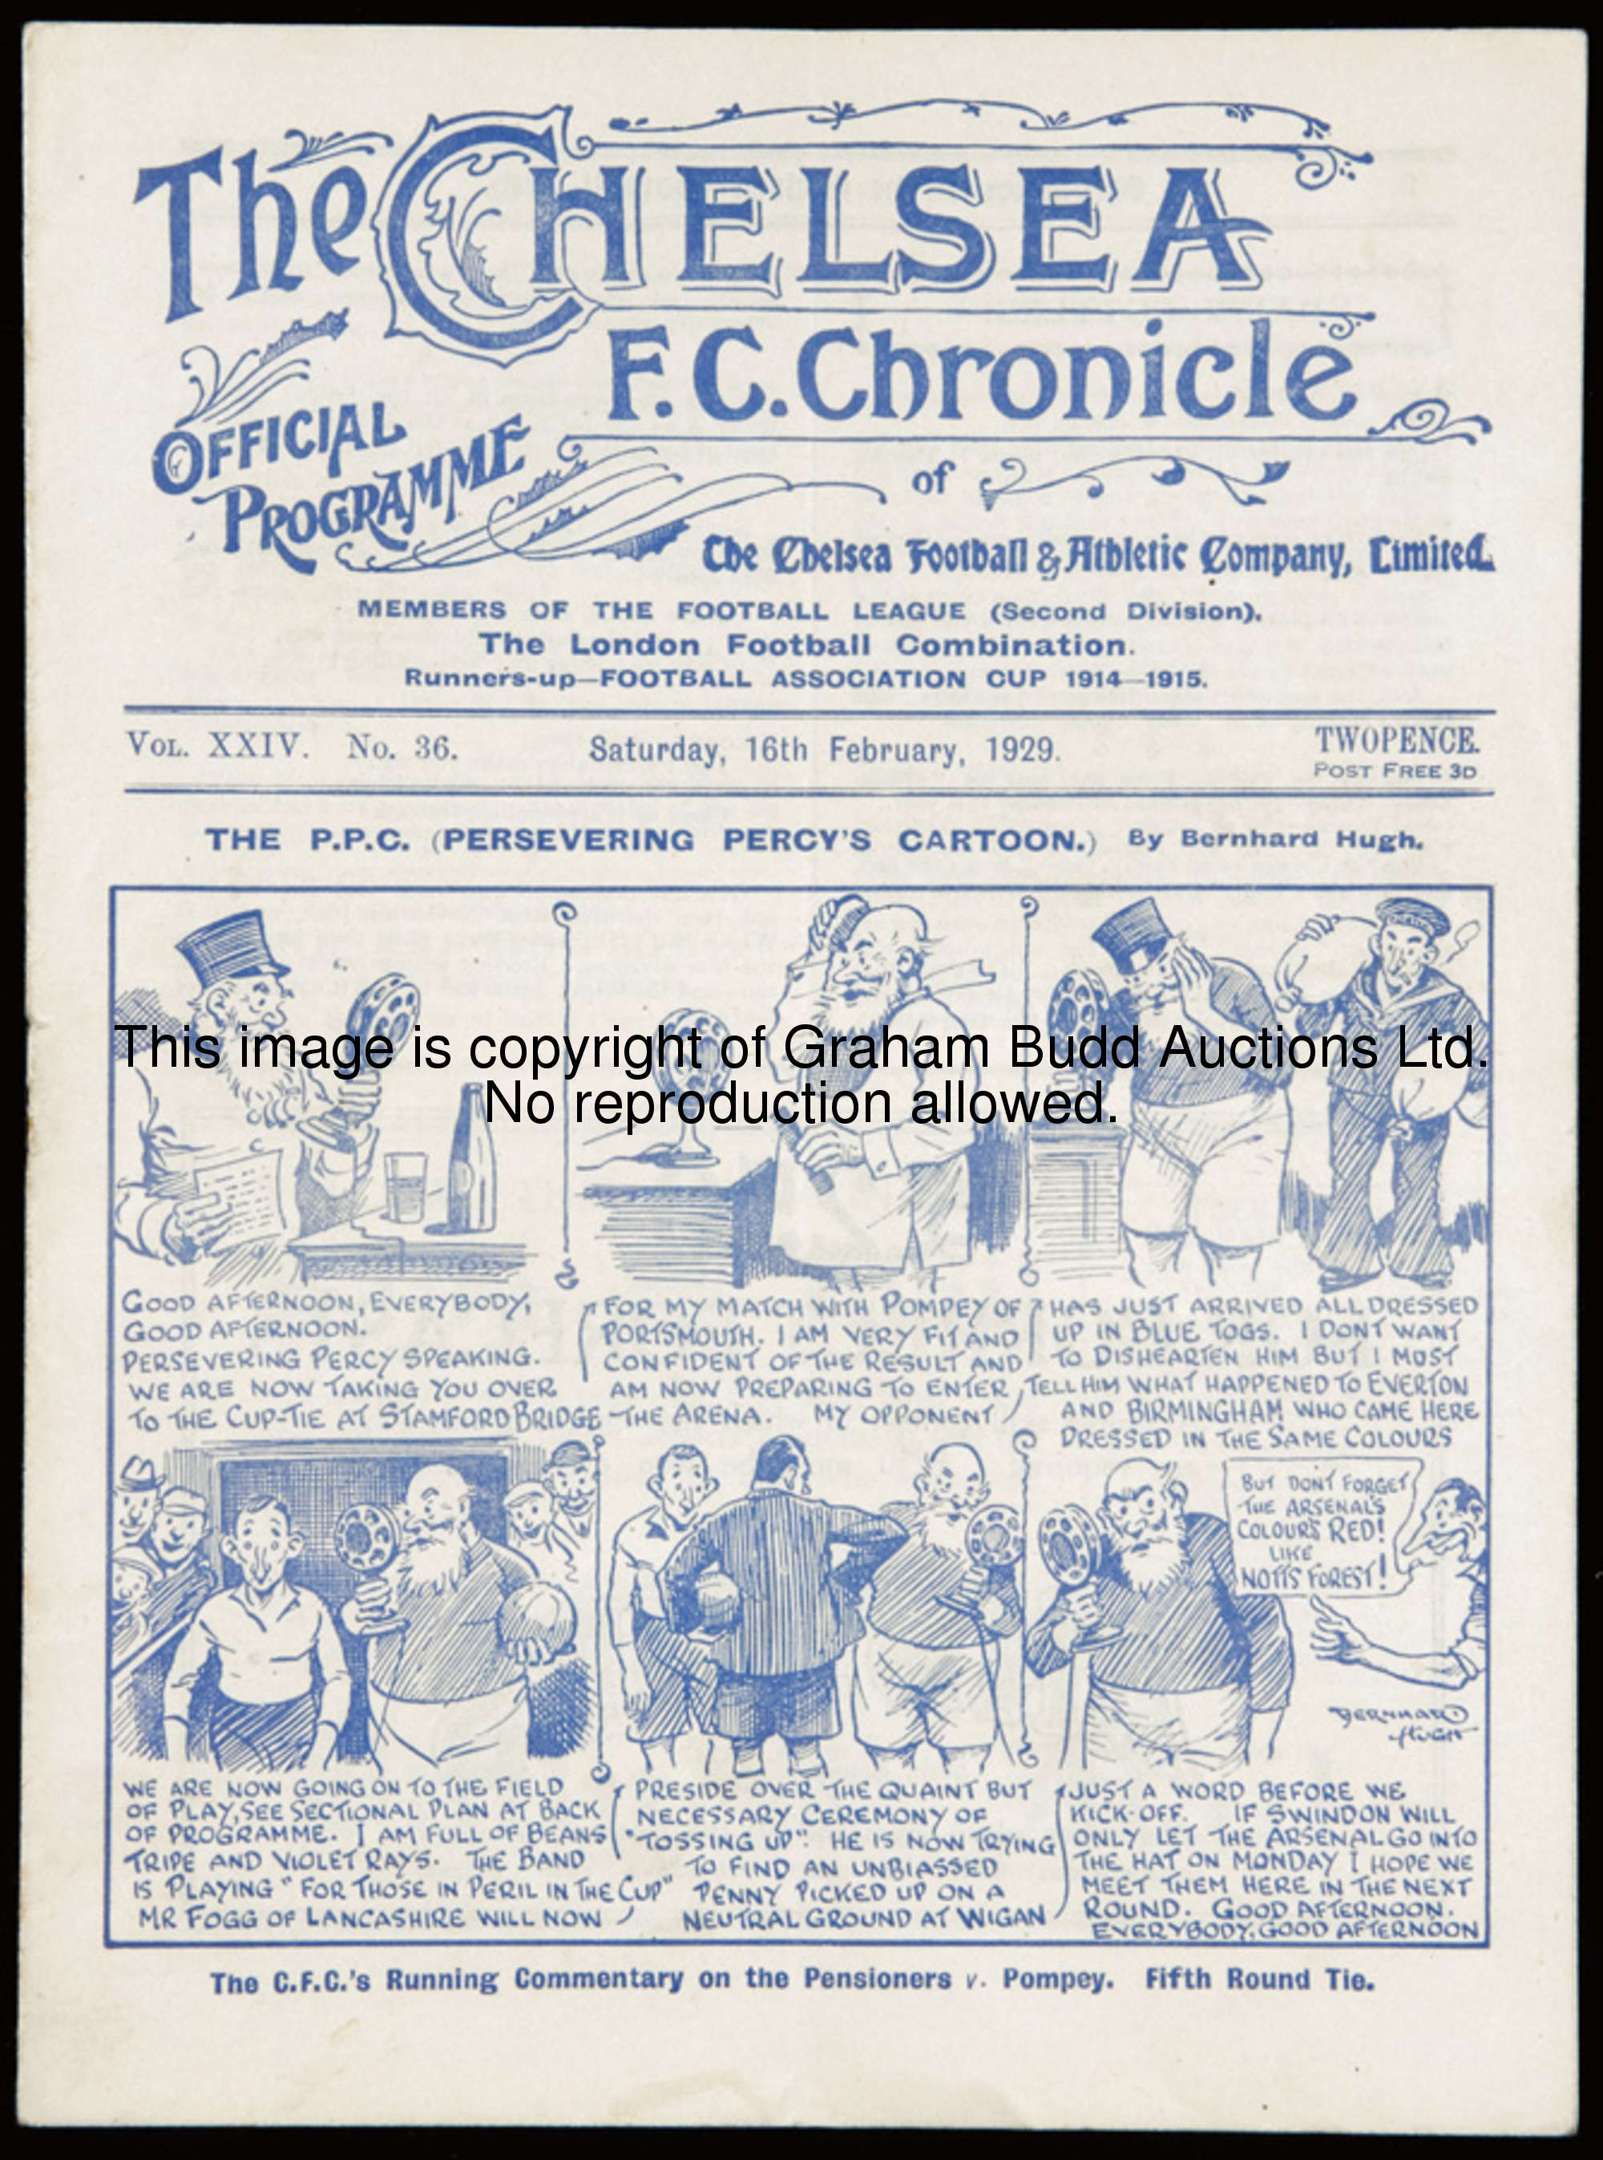 The CHELSEA
F.C. Chronicle
OFFICIAL
PROGRAMME
of
The Chelsea Football & Athletic Company, Limited.
MEMBERS OF THE FOOTBALL LEAGUE (Second Division).
The London Football Combination.
Runners-up—FOOTBALL ASSOCIATION CUP 1914—1915.
VOL. XXIV. No. 36. Saturday, 16th February, 1929. TWOPENCE.
POST FREE 3D
THE P.P.C. (PERSEVERING PERCY'S CARTOON.) By Bernhard Hugh.
This image is copyright of Graham Budd Auctions Ltd.
No reproduction allowed.
GOOD AFTERNOON, EVERYBODY,
GOOD AFTERNOON.
PERSEVERING PERCY SPEAKING.
WE ARE NOW TAKING YOU OVER
TO THE CUP-TIE AT STAMFORD BRIDGE
FOR MY MATCH WITH POMPEY OF
PORTSMOUTH. I AM VERY FIT AND
CONFIDENT OF THE RESULT AND
AM NOW PREPARING TO ENTER
THE ARENA. MY OPPONENT
HAS JUST ARRIVED ALL DRESSED
UP IN BLUE TOGS. I DONT WANT
TO DISHEARTEN HIM BUT I MUST
TELL HIM WHAT HAPPENED TO EVERTON
AND BIRMINGHAM WHO CAME HERE
DRESSED IN THE SAME COLOURS
BUT DONT FORGET
THE ARSENAL'S
COLOURS RED!
LIKE
NOTTS FOREST!
BERNHARD
HUGH
WE ARE NOW GOING ON TO THE FIELD
OF PLAY, SEE SECTIONAL PLAN AT BACK
OF PROGRAMME. I AM FULL OF BEANS
TRIPE AND VIOLET RAYS. THE BAND
IS PLAYING "FOR THOSE IN PERIL IN THE CUP"
MR FOGG OF LANCASHIRE WILL NOW
PRESIDE OVER THE QUAINT BUT
NECESSARY CEREMONY OF
"TOSSING UP". HE IS NOW TRYING
TO FIND AN UNBIASSED
PENNY PICKED UP ON A
NEUTRAL GROUND AT WIGAN
JUST A WORD BEFORE WE
KICK-OFF. IF SWINDON WILL
ONLY LET THE ARSENAL GO INTO
THE HAT ON MONDAY I HOPE WE
MEET THEM HERE IN THE NEXT
ROUND. GOOD AFTERNOON.
EVERYBODY, GOOD AFTERNOON
The C.F.C.'s Running Commentary on the Pensioners v. Pompey. Fifth Round Tie.